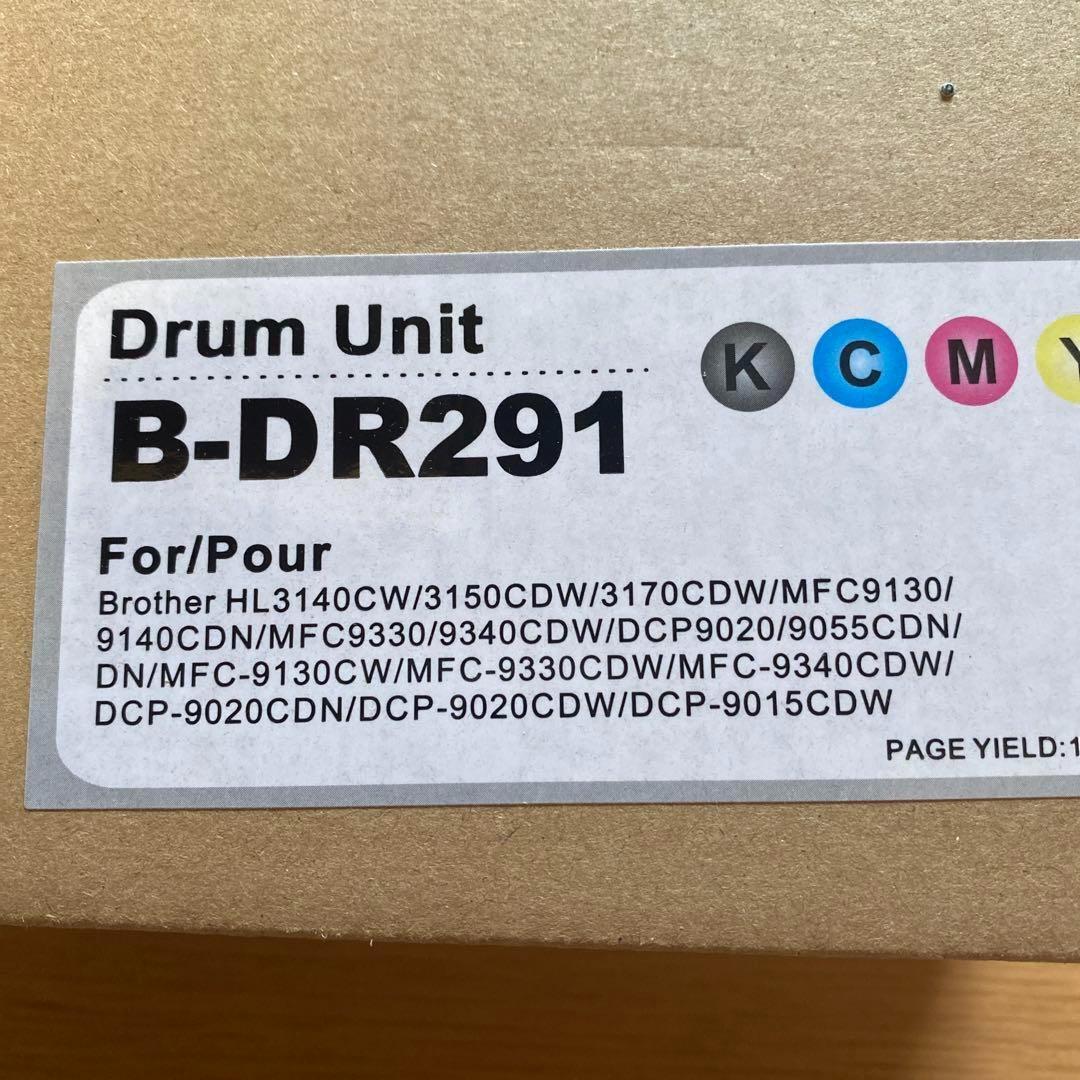 Drum Unit
K C M Y
B-DR291
For/Pour
Brother HL3140CW/3150CDW/3170CDW/MFC9130/
9140CDN/MFC9330/9340CDW/DCP9020/9055CDN/
DN/MFC-9130CW/MFC-9330CDW/MFC-9340CDW/
DCP-9020CDN/DCP-9020CDW/DCP-9015CDW
PAGE YIELD:1